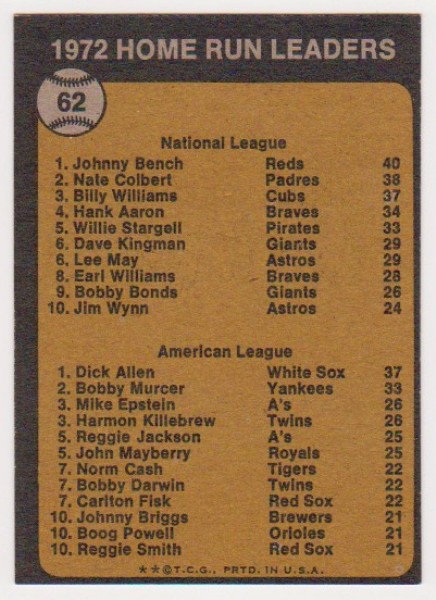 1972 HOME RUN LEADERS
62
National League
1. Johnny Bench Reds 40
2. Nate Colbert Padres 38
3. Billy Williams Cubs 37
4. Hank Aaron Braves 34
5. Willie Stargell Pirates 33
6. Dave Kingman Giants 29
6. Lee May Astros 29
8. Earl Williams Braves 28
9. Bobby Bonds Giants 26
10. Jim Wynn Astros 24
American League
1. Dick Allen White Sox 37
2. Bobby Murcer Yankees 33
3. Mike Epstein A's 26
3. Harmon Killebrew Twins 26
5. Reggie Jackson A's 25
5. John Mayberry Royals 25
7. Norm Cash Tigers 22
7. Bobby Darwin Twins 22
7. Carlton Fisk Red Sox 22
10. Johnny Briggs Brewers 21
10. Boog Powell Orioles 21
10. Reggie Smith Red Sox 21
★★©T.C.G., PRTD. IN U.S.A.